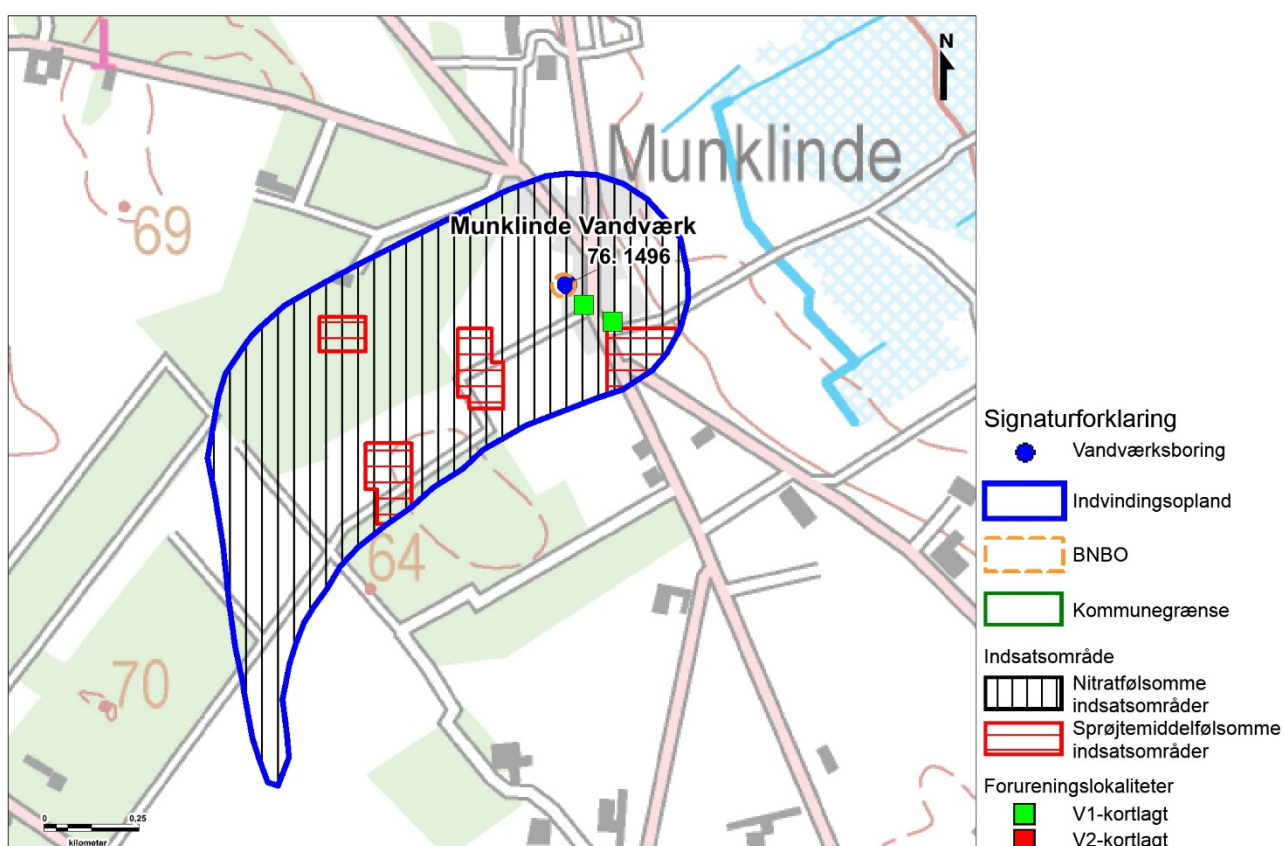 N
Munklinde
69
Munklinde Vandværk
76. 1496
64
70
0 0,25
kilometer
Signaturforklaring
Vandværksboring
Indvindingsopland
BNBO
Kommunegrænse
Indsatsområde
Nitratfølsomme
indsatsområder
Sprøjtemiddelfølsomme
indsatsområder
Forureningslokaliteter
V1-kortlagt
V2-kortlagt